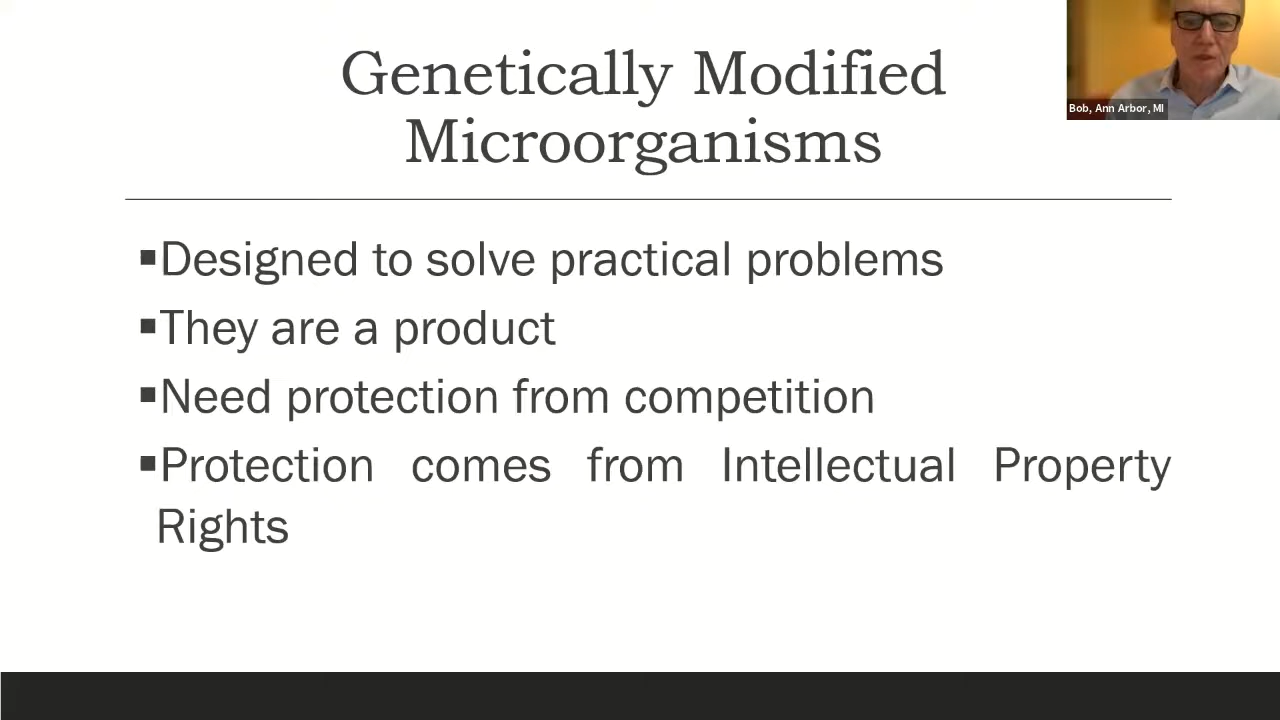 Genetically Modified
Microorganisms
Bob, Ann Arbor, MI
▪Designed to solve practical problems
▪They are a product
▪Need protection from competition
▪Protection comes from Intellectual Property
Rights